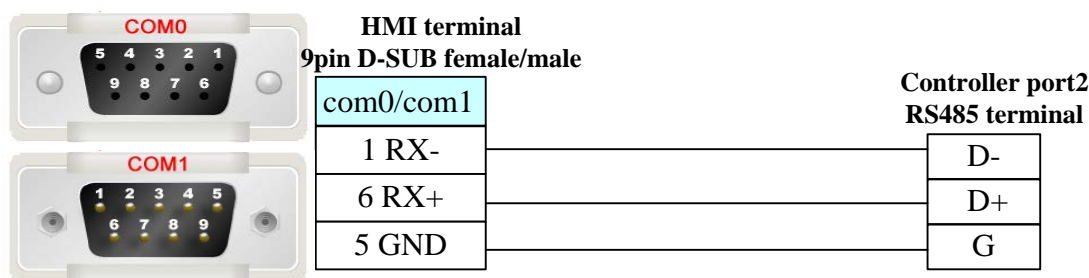 COM0
5 4 3 2 1
9 8 7 6
COM1
1 2 3 4 5
6 7 8 9
HMI terminal
9pin D-SUB female/male
com0/com1
1 RX-
6 RX+
5 GND
Controller port2
RS485 terminal
D-
D+
G